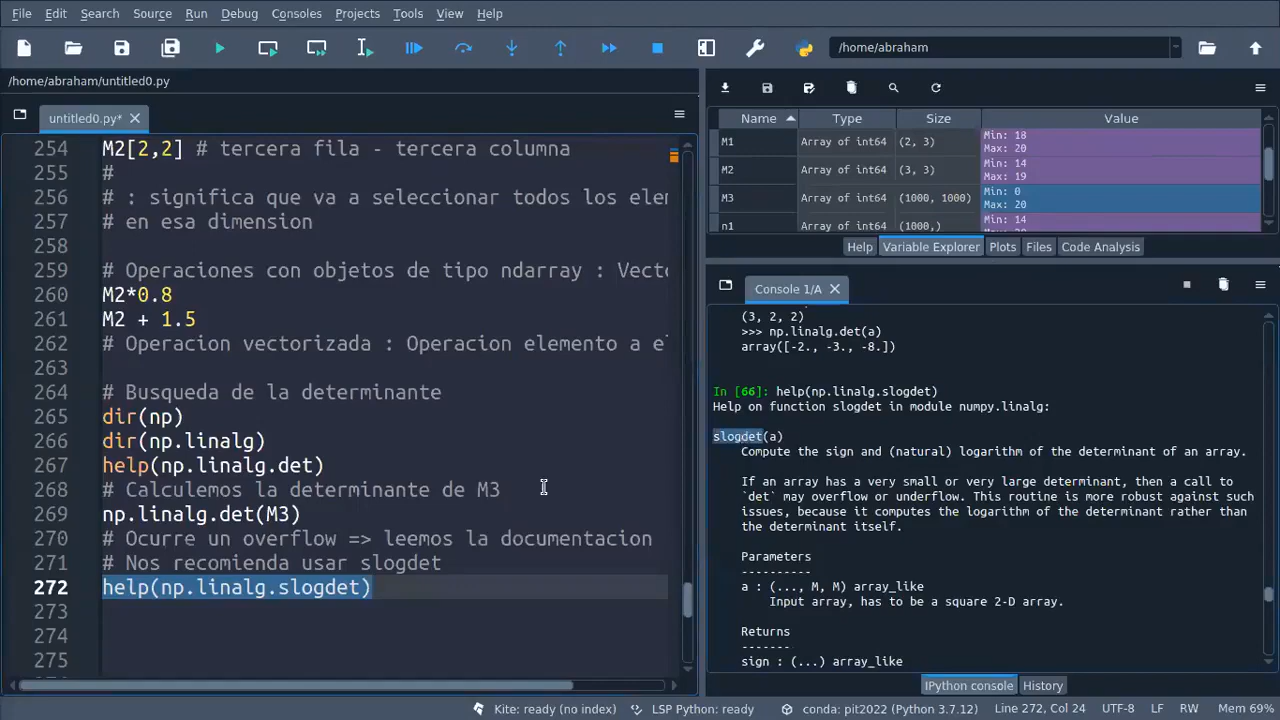 File Edit Search Source Run Debug Consoles Projects Tools View Help
/home/abraham
/home/abraham/untitled0.py
untitled0.py*
254 M2[2,2] # tercera fila - tercera columna
255 #
256 # : significa que va a seleccionar todos los elem
257 # en esa dimension
258
259 # Operaciones con objetos de tipo ndarray : Vecto
260 M2*0.8
261 M2 + 1.5
262 # Operacion vectorizada : Operacion elemento a el
263
264 # Busqueda de la determinante
265 dir(np)
266 dir(np.linalg)
267 help(np.linalg.det)
268 # Calculemos la determinante de M3
269 np.linalg.det(M3)
270 # Ocurre un overflow => leemos la documentacion
271 # Nos recomienda usar slogdet
272 help(np.linalg.slogdet)
273
274
275
Name Type Size Value
M1 Array of int64 (2, 3) Min: 18
Max: 20
M2 Array of int64 (3, 3) Min: 14
Max: 19
M3 Array of int64 (1000, 1000) Min: 0
Max: 20
n1 Array of int64 (1000,) Min: 14
Help Variable Explorer Plots Files Code Analysis
Console 1/A
(3, 2, 2)
>>> np.linalg.det(a)
array([-2., -3., -8.])
In [66]: help(np.linalg.slogdet)
Help on function slogdet in module numpy.linalg:
slogdet(a)
Compute the sign and (natural) logarithm of the determinant of an array.
If an array has a very small or very large determinant, then a call to
`det` may overflow or underflow. This routine is more robust against such
issues, because it computes the logarithm of the determinant rather than
the determinant itself.
Parameters
----------
a : (..., M, M) array_like
Input array, has to be a square 2-D array.
Returns
-------
sign : (...) array_like
IPython console History
Kite: ready (no index) LSP Python: ready conda: pit2022 (Python 3.7.12) Line 272, Col 24 UTF-8 LF RW Mem 69%